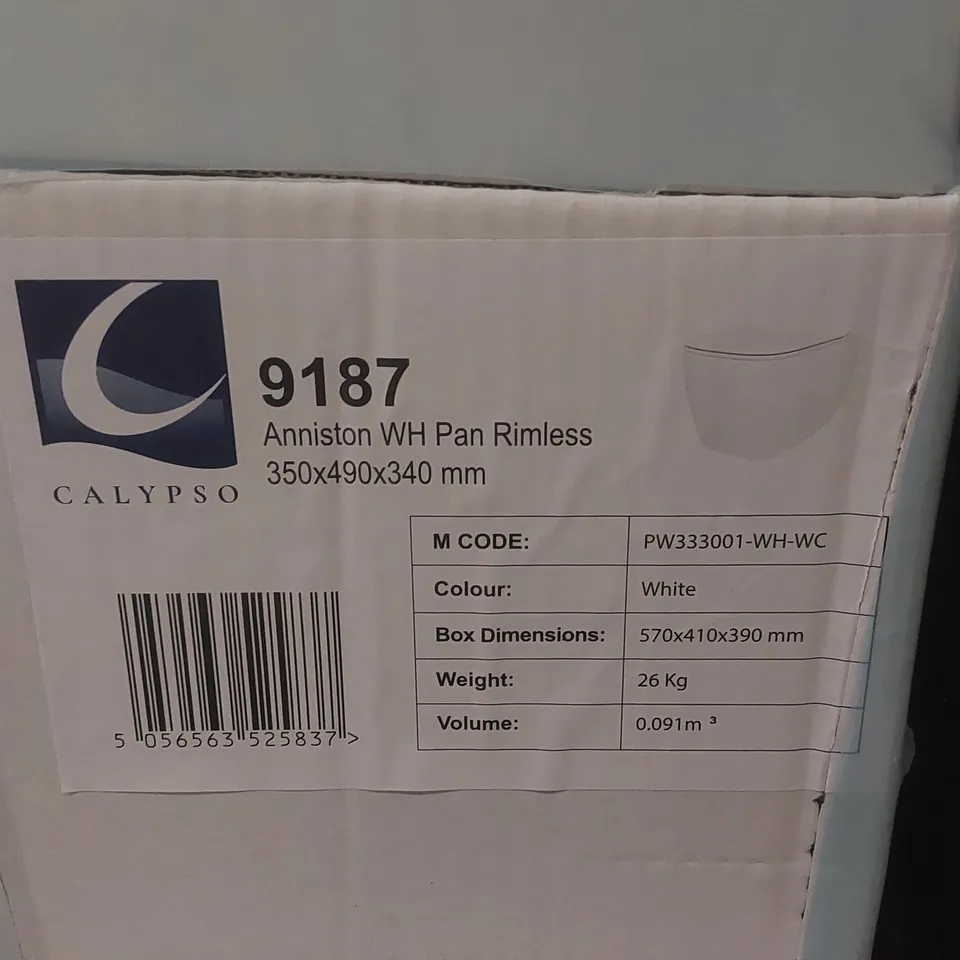 CALYPSO
9187
Anniston WH Pan Rimless
350x490x340 mm
M CODE: PW333001-WH-WC
Colour: White
Box Dimensions: 570x410x390 mm
Weight: 26 Kg
Volume: 0.091m ³
5 056563 525837 >